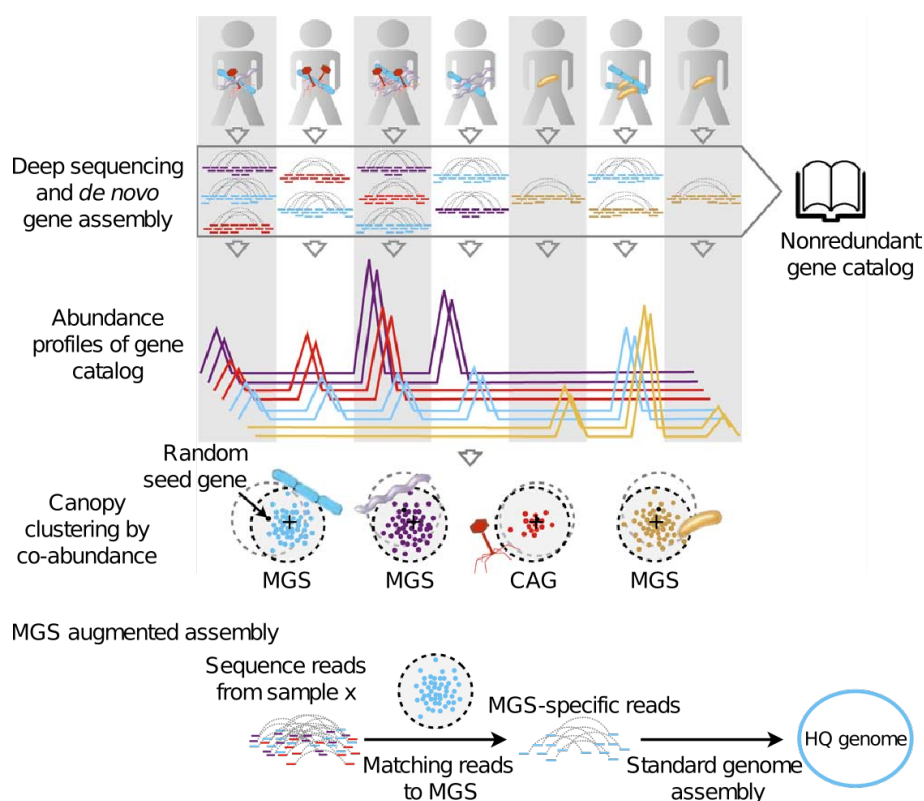 Deep sequencing
and de novo
gene assembly
Nonredundant
gene catalog
Abundance
profiles of gene
catalog
Random
seed gene
Canopy
clustering by
co-abundance
MGS
MGS
CAG
MGS
MGS augmented assembly
Sequence reads
from sample x
MGS-specific reads
HQ genome
Matching reads
to MGS
Standard genome
assembly